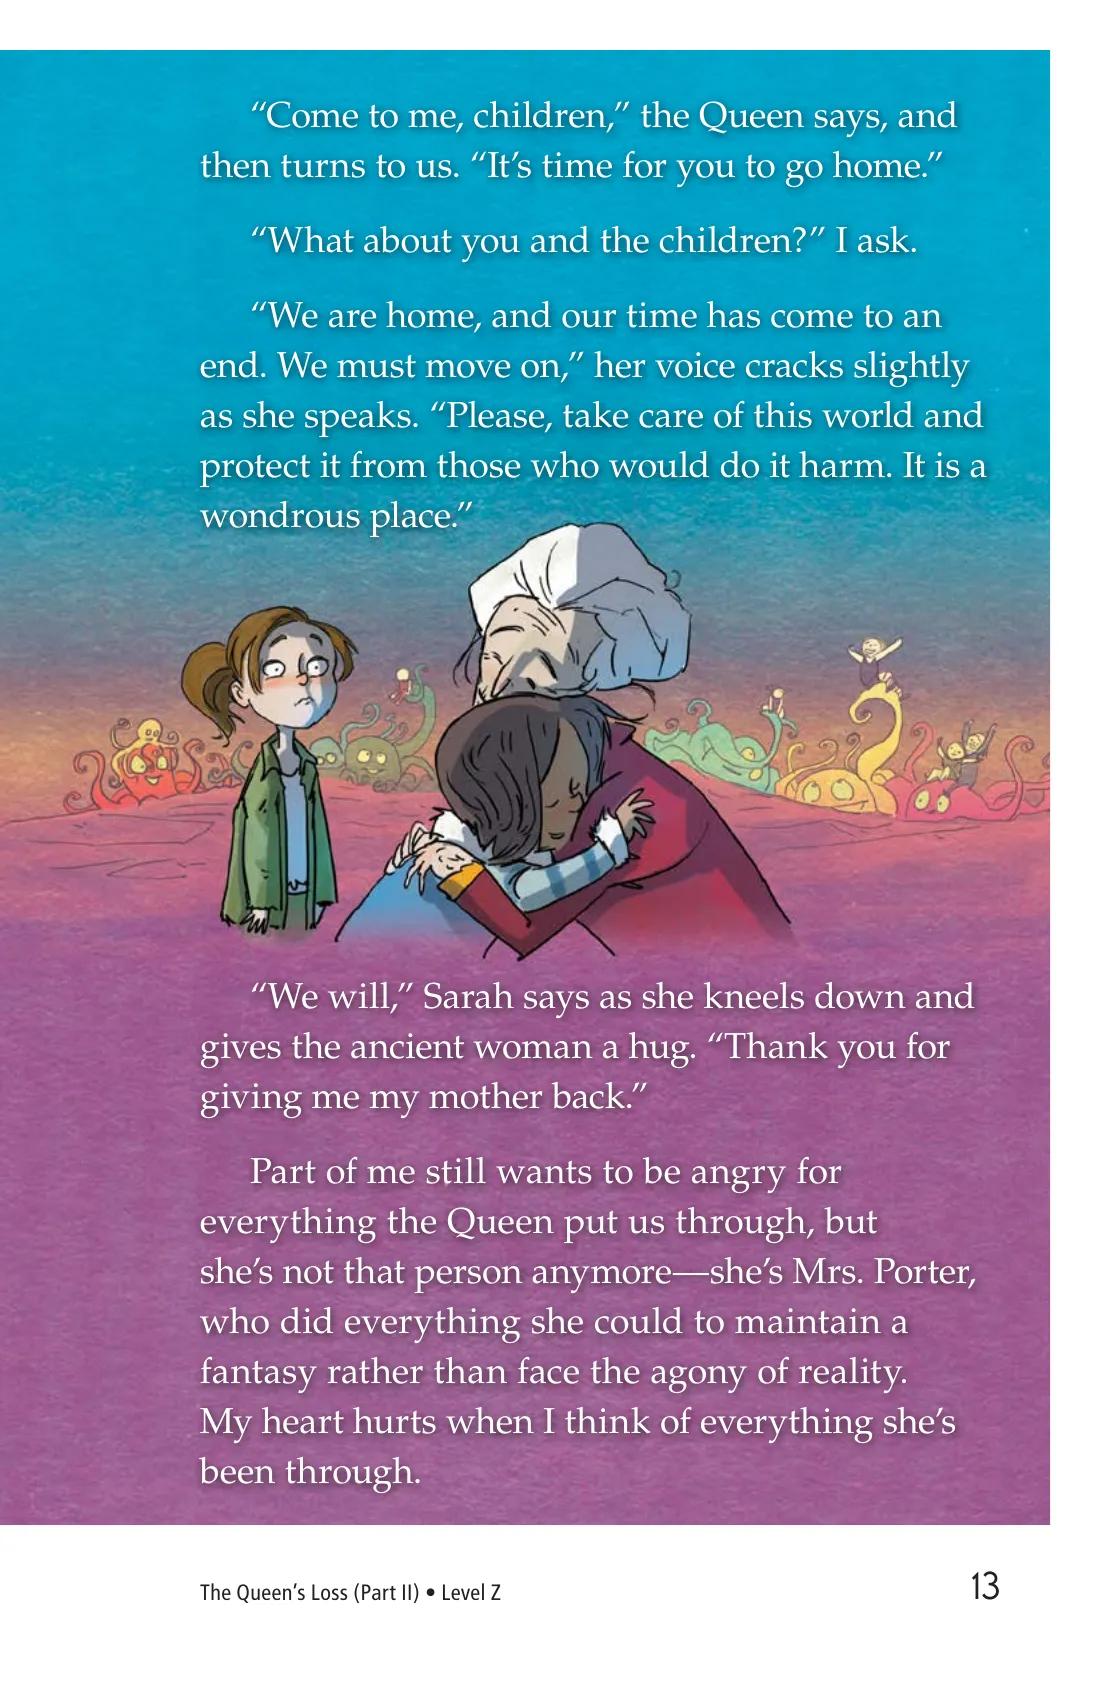 “Come to me, children,” the Queen says, and
then turns to us. “It’s time for you to go home.”
“What about you and the children?” I ask.
“We are home, and our time has come to an
end. We must move on,” her voice cracks slightly
as she speaks. “Please, take care of this world and
protect it from those who would do it harm. It is a
wondrous place.”
“We will,” Sarah says as she kneels down and
gives the ancient woman a hug. “Thank you for
giving me my mother back.”
Part of me still wants to be angry for
everything the Queen put us through, but
she’s not that person anymore—she’s Mrs. Porter,
who did everything she could to maintain a
fantasy rather than face the agony of reality.
My heart hurts when I think of everything she’s
been through.
The Queen’s Loss (Part II) • Level Z
13